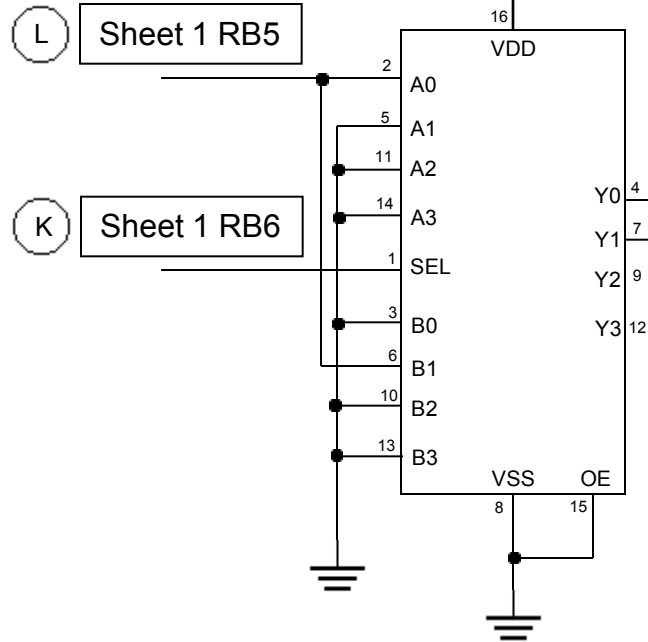 16
L Sheet 1 RB5
VDD
2 A0
5 A1
11 A2
Y0 4
14 A3
K Sheet 1 RB6
Y1 7
1 SEL
Y2 9
3 B0
Y3 12
6 B1
10 B2
13 B3
VSS OE
8 15